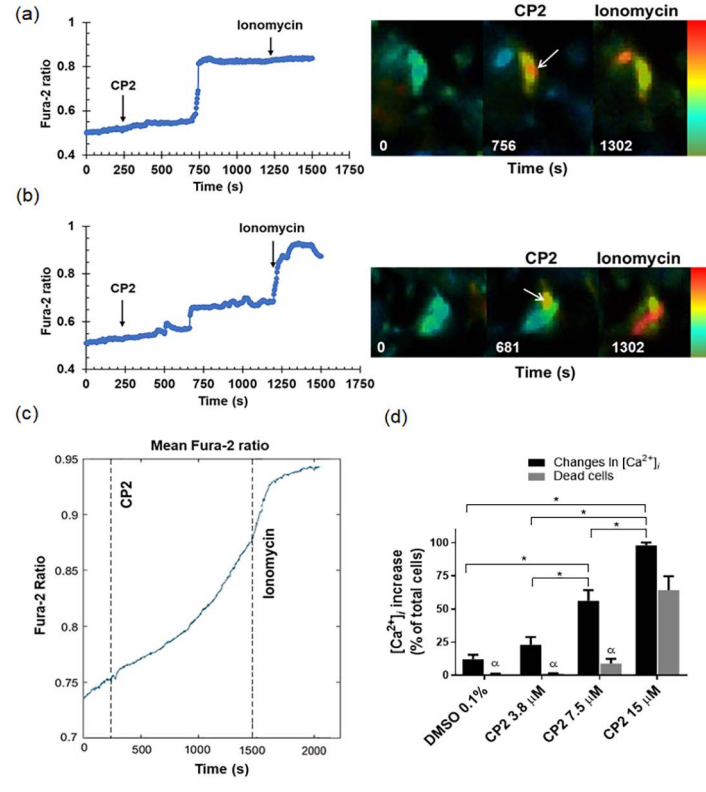 (a)
Fura-2 ratio
1
0.8
0.6
0.4
CP2
Ionomycin
0 250 500 750 1000 1250 1500 1750
Time (s)
CP2 Ionomycin
0 756 1302
Time (s)
(b)
Fura-2 ratio
1
0.8
0.6
0.4
CP2
Ionomycin
0 250 500 750 1000 1250 1500 1750
Time (s)
CP2 Ionomycin
0 681 1302
Time (s)
(c)
Mean Fura-2 ratio
Fura-2 Ratio
0.95
0.9
0.85
0.8
0.75
0.7
CP2
Ionomycin
0 500 1000 1500 2000
Time (s)
(d)
Changes In [Ca²⁺]i
Dead cells
[Ca²⁺]i increase
(% of total cells)
* 
*
*
*
*
100
75
50
25
0
α α α
DMSO 0.1% CP2 3.8 μM CP2 7.5 μM CP2 15 μM